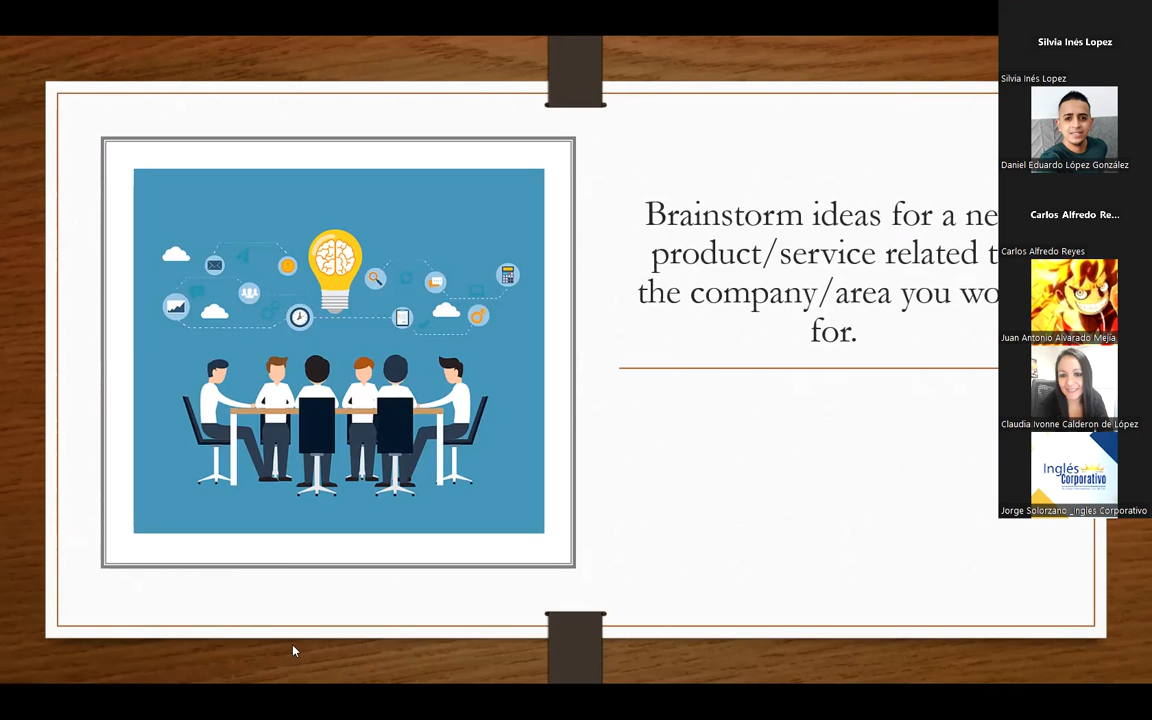 Silvia Inés Lopez
Silvia Inés Lopez
Daniel Eduardo López González
Carlos Alfredo Re...
Carlos Alfredo Reyes
Juan Antonio Alvarado Mejía
Claudia Ivonne Calderon de López
Inglés
Corporativo
Jorge Solorzano _Ingles Corporativo
Brainstorm ideas for a ne
product/service related t
the company/area you wo
for.